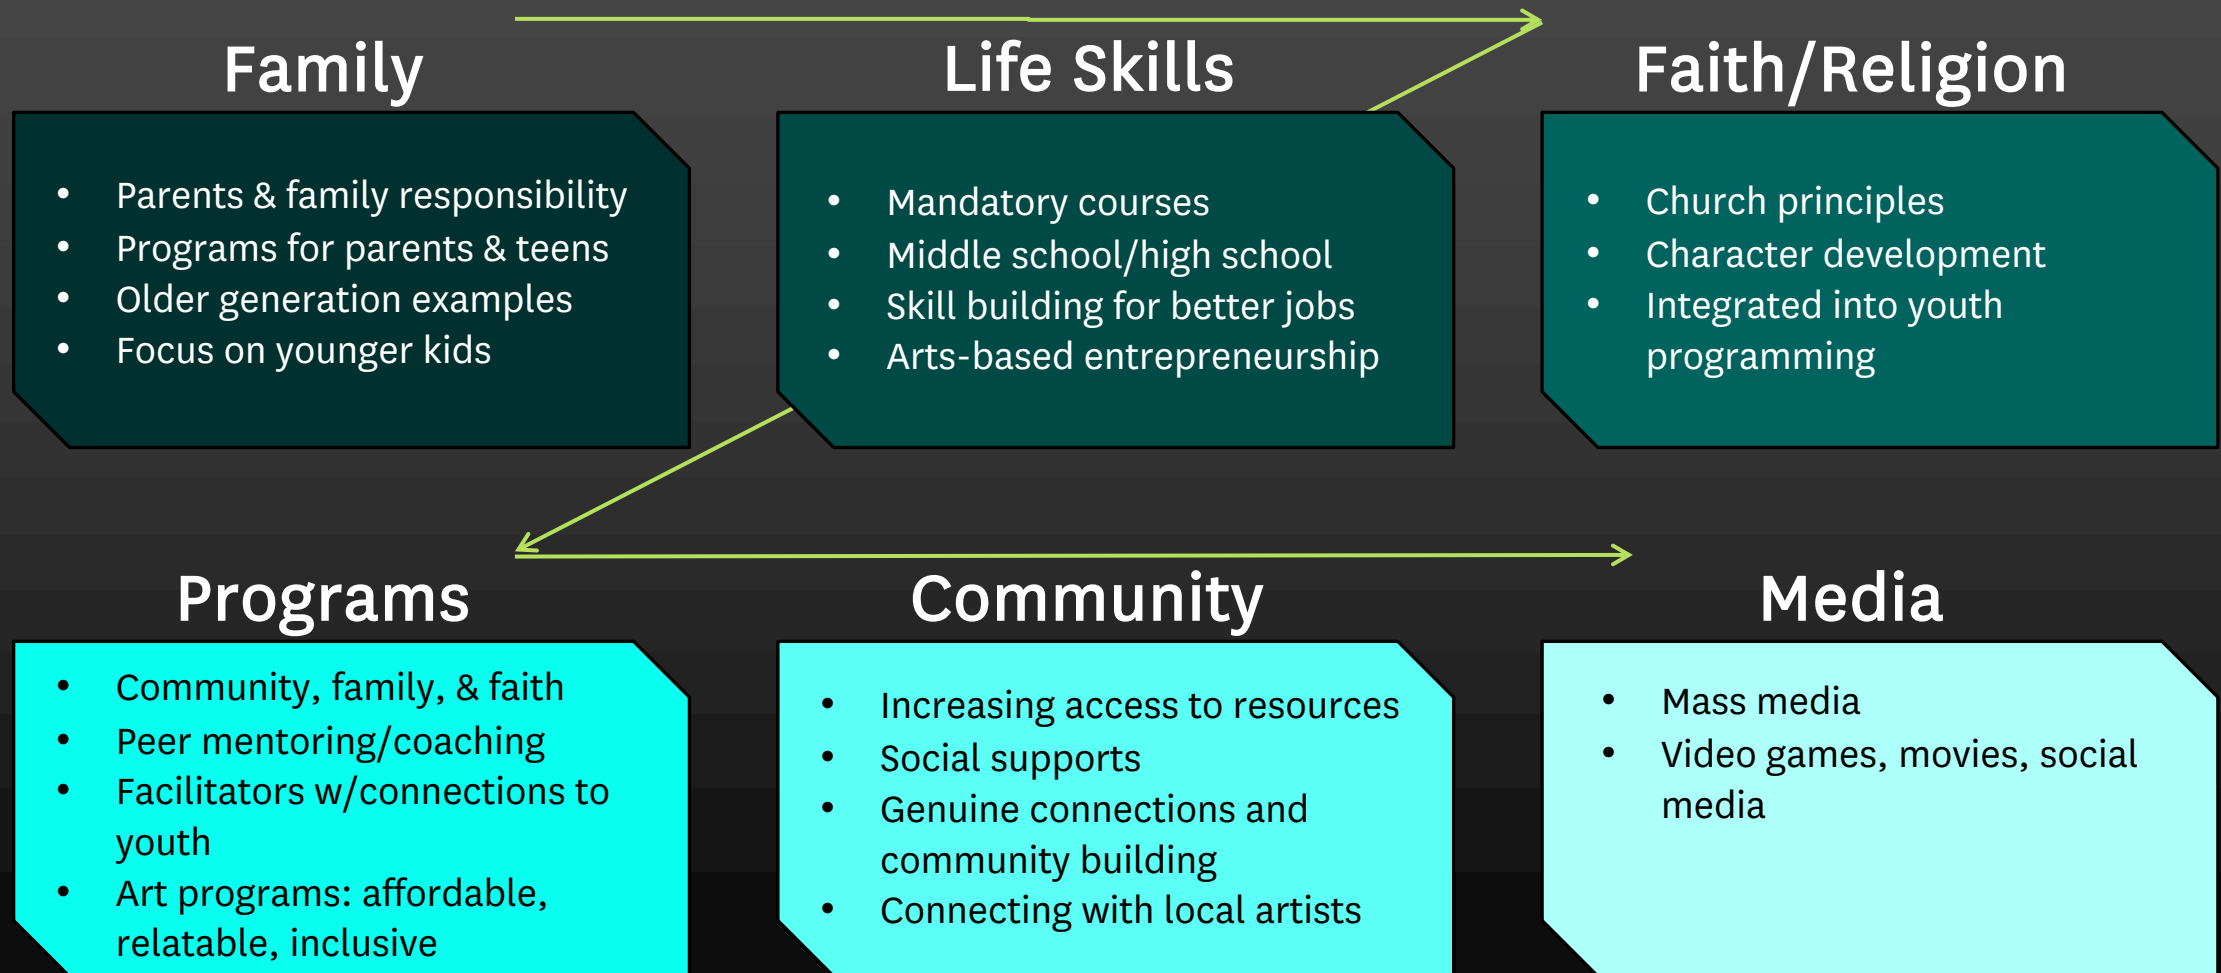 Family
• Parents & family responsibility
• Programs for parents & teens
• Older generation examples
• Focus on younger kids
Life Skills
• Mandatory courses
• Middle school/high school
• Skill building for better jobs
• Arts-based entrepreneurship
Faith/Religion
• Church principles
• Character development
• Integrated into youth
programming
Programs
• Community, family, & faith
• Peer mentoring/coaching
• Facilitators w/connections to
youth
• Art programs: affordable,
relatable, inclusive
Community
• Increasing access to resources
• Social supports
• Genuine connections and
community building
• Connecting with local artists
Media
• Mass media
• Video games, movies, social
media